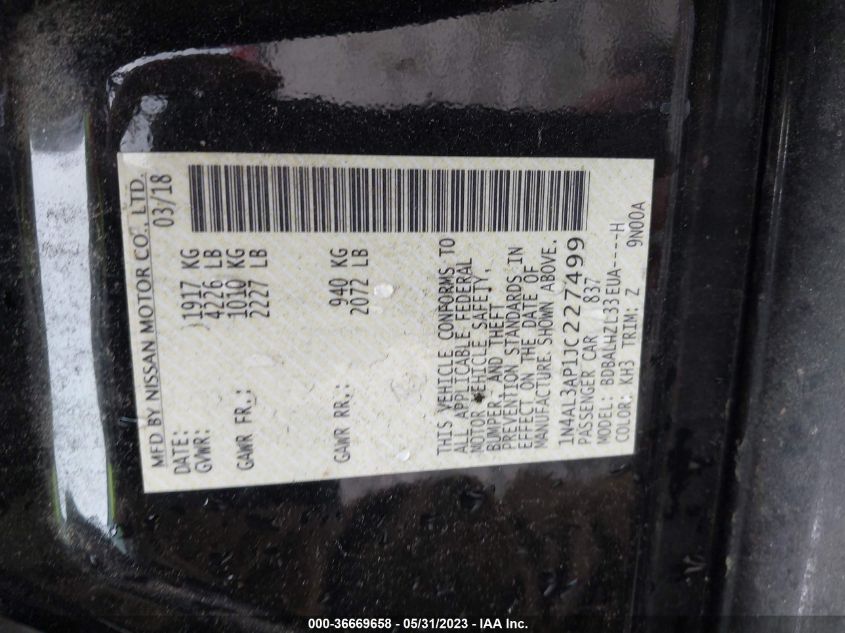 MFD BY NISSAN MOTOR CO., LTD.
DATE: 03/18
GVWR: 1917 KG
4226 LB
GAWR FR.: 1010 KG
2227 LB
GAWR RR.: 940 KG
2072 LB
THIS VEHICLE CONFORMS TO
ALL APPLICABLE FEDERAL
MOTOR VEHICLE SAFETY,
BUMPER, AND THEFT
PREVENTION STANDARDS IN
EFFECT ON THE DATE OF
MANUFACTURE SHOWN ABOVE.
1N4AL3AP1JC227499
PASSENGER CAR 837
MODEL: BDBALHZL33EUA----H
COLOR: KH3 TRIM: Z 9N00A
000-36669658 - 05/31/2023 - IAA Inc.